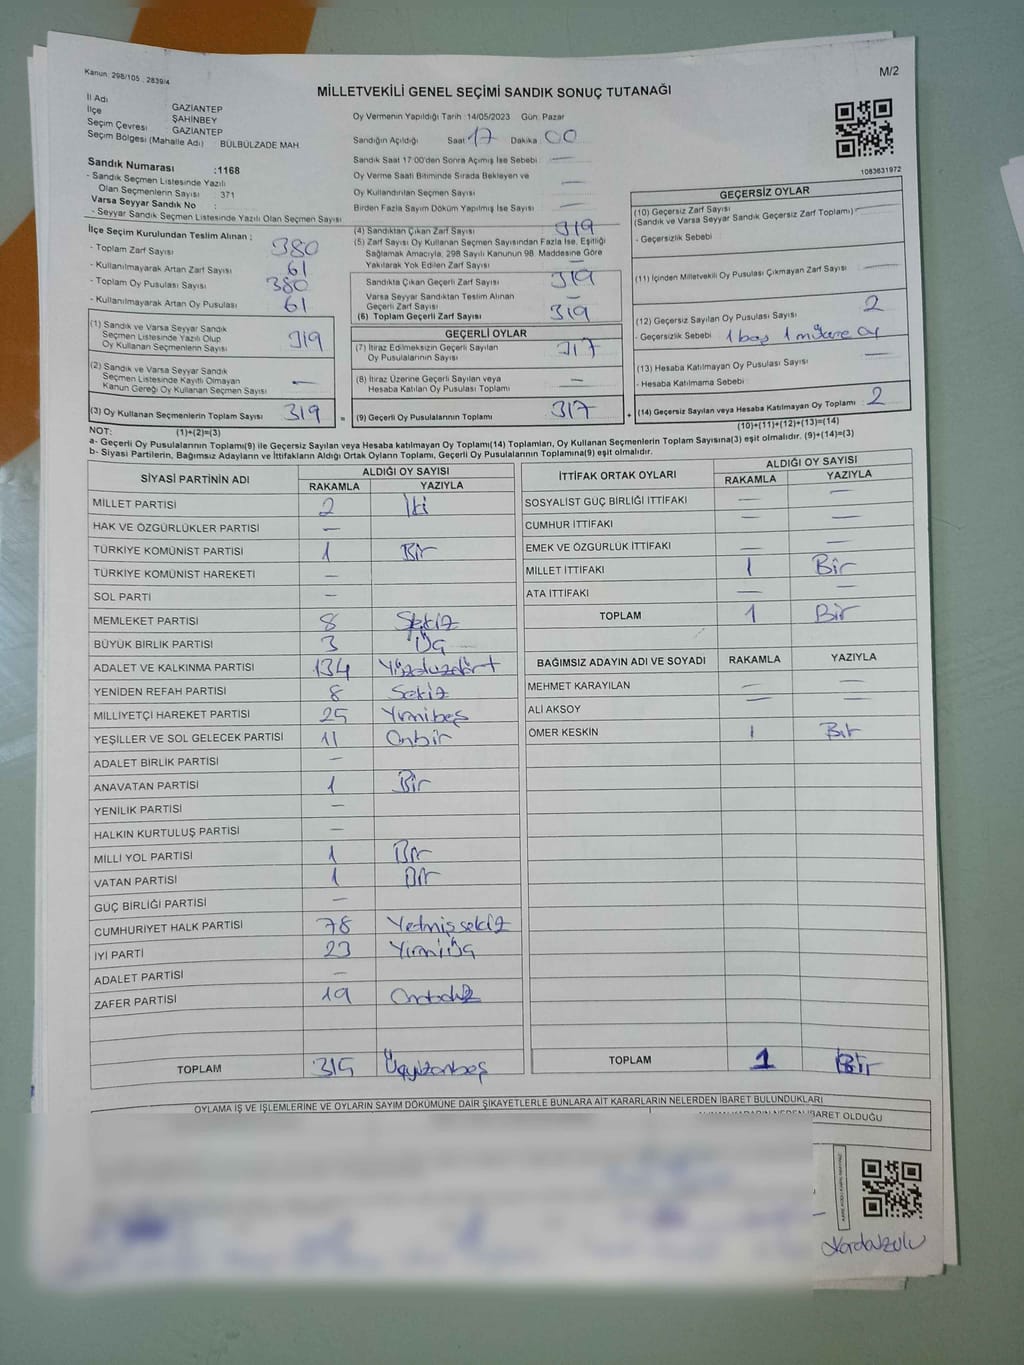 Kanun: 298/105 , 2839/4
M/2
MİLLETVEKİLİ GENEL SEÇİMİ SANDIK SONUÇ TUTANAĞI
İl Adı GAZİANTEP
İlçe ŞAHİNBEY
Seçim Çevresi GAZİANTEP
Seçim Bölgesi (Mahalle Adı) BÜLBÜLZADE MAH
Sandık Numarası :1168
- Sandık Seçmen Listesinde Yazılı
Olan Seçmenlerin Sayısı : 371
Varsa Seyyar Sandık No :
- Seyyar Sandık Seçmen Listesinde Yazılı Olan Seçmen Sayısı
Oy Vermenin Yapıldığı Tarih :14/05/2023 Gün: Pazar
Sandığın Açıldığı Saat 17 Dakika 00
Sandık Saat 17:00'den Sonra Açımış İse Sebebi : —
Oy Verme Saati Bitiminde Sırada Bekleyen ve
Oy Kullandırılan Seçmen Sayısı —
Birden Fazla Sayım Döküm Yapılmış İse Sayısı : —
1083631972
İlçe Seçim Kurulundan Teslim Alınan :
- Toplam Zarf Sayısı 380
- Kullanılmayarak Artan Zarf Sayısı 61
- Toplam Oy Pusulası Sayısı 380
- Kullanılmayarak Artan Oy Pusulası 61
(1) Sandık ve Varsa Seyyar Sandık
Seçmen Listesinde Yazılı Olup
Oy Kullanan Seçmenlerin Sayısı 319
(2) Sandık ve Varsa Seyyar Sandık
Seçmen Listesinde Kayıtlı Olmayan
Kanun Gereği Oy Kullanan Seçmen Sayısı —
(3) Oy Kullanan Seçmenlerin Toplam Sayısı 319 =
(1)+(2)=(3)
(4) Sandıktan Çıkan Zarf Sayısı 319
(5) Zarf Sayısı Oy Kullanan Seçmen Sayısından Fazla İse, Eşitliği
Sağlamak Amacıyla, 298 Sayılı Kanunun 98. Maddesine Göre
Yakılarak Yok Edilen Zarf Sayısı —
Sandıkta Çıkan Geçerli Zarf Sayısı 319
Varsa Seyyar Sandıktan Teslim Alınan
Geçerli Zarf Sayısı —
(6) Toplam Geçerli Zarf Sayısı 319
GEÇERLİ OYLAR
(7) İtiraz Edilmeksizin Geçerli Sayılan
Oy Pusulalarının Sayısı 317
(8) İtiraz Üzerine Geçerli Sayılan veya
Hesaba Katılan Oy Pusulaları Toplamı —
(9) Geçerli Oy Pusulalarının Toplamı 317 +
GEÇERSİZ OYLAR
(10) Geçersiz Zarf Sayısı
(Sandık ve Varsa Seyyar Sandık Geçersiz Zarf Toplamı) —
- Geçersizlik Sebebi :
(11) İçinden Milletvekili Oy Pusulası Çıkmayan Zarf Sayısı —
(12) Geçersiz Sayılan Oy Pusulası Sayısı 2
- Geçersizlik Sebebi : 1 boş 1 oy
(13) Hesaba Katılmayan Oy Pusulası Sayısı —
- Hesaba Katılmama Sebebi :
(14) Geçersiz Sayılan veya Hesaba Katılmayan Oy Toplamı 2
(10)+(11)+(12)+(13)=(14)
NOT:
a- Geçerli Oy Pusulalarının Toplamı(9) ile Geçersiz Sayılan veya Hesaba katılmayan Oy Toplamı(14) Toplamları, Oy Kullanan Seçmenlerin Toplam Sayısına(3) eşit olmalıdır. (9)+(14)=(3)
b- Siyasi Partilerin, Bağımsız Adayların ve İttifakların Aldığı Ortak Oyların Toplamı, Geçerli Oy Pusulalarının Toplamına(9) eşit olmalıdır.
SİYASİ PARTİNİN ADI ALDIĞI OY SAYISI
RAKAMLA YAZIYLA
MİLLET PARTİSİ 2 İki
HAK VE ÖZGÜRLÜKLER PARTİSİ —
TÜRKİYE KOMÜNİST PARTİSİ 1 Bir
TÜRKİYE KOMÜNİST HAREKETİ —
SOL PARTİ —
MEMLEKET PARTİSİ 8 Sekiz
BÜYÜK BİRLİK PARTİSİ 3 Üç
ADALET VE KALKINMA PARTİSİ 134 Yüzotuzdört
YENİDEN REFAH PARTİSİ 8 Sekiz
MİLLİYETÇİ HAREKET PARTİSİ 25 Yirmibeş
YEŞİLLER VE SOL GELECEK PARTİSİ 11 Onbir
ADALET BİRLİK PARTİSİ —
ANAVATAN PARTİSİ 1 Bir
YENİLİK PARTİSİ —
HALKIN KURTULUŞ PARTİSİ —
MİLLİ YOL PARTİSİ 1 Bir
VATAN PARTİSİ 1 Bir
GÜÇ BİRLİĞİ PARTİSİ —
CUMHURİYET HALK PARTİSİ 78 Yetmişsekiz
İYİ PARTİ 23 Yirmiüç
ADALET PARTİSİ —
ZAFER PARTİSİ 19 Ondokuz
TOPLAM 315 Üçyüzonbeş
İTTİFAK ORTAK OYLARI ALDIĞI OY SAYISI
RAKAMLA YAZIYLA
SOSYALİST GÜÇ BİRLİĞİ İTTİFAKI — —
CUMHUR İTTİFAKI — —
EMEK VE ÖZGÜRLÜK İTTİFAKI — —
MİLLET İTTİFAKI 1 Bir
ATA İTTİFAKI — —
TOPLAM 1 Bir
BAĞIMSIZ ADAYIN ADI VE SOYADI RAKAMLA YAZIYLA
MEHMET KARAYILAN — —
ALİ AKSOY — —
ÖMER KESKİN 1 Bir
TOPLAM 1 Bir
OYLAMA İŞ VE İŞLEMLERİNE VE OYLARIN SAYIM DÖKÜMÜNE DAİR ŞİKAYETLERLE BUNLARA AİT KARARLARIN NELERDEN İBARET BULUNDUKLARI
İBARET OLDUĞU